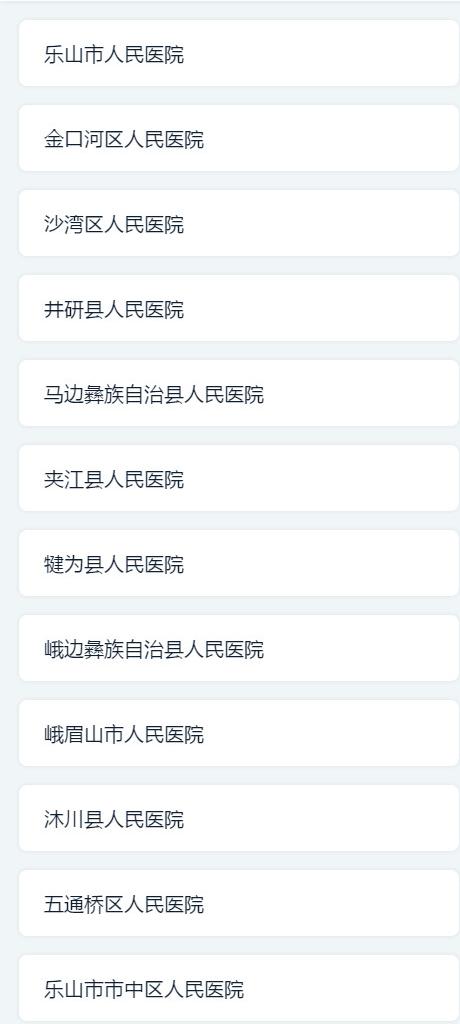 乐山市人民医院
金口河区人民医院
沙湾区人民医院
井研县人民医院
马边彝族自治县人民医院
夹江县人民医院
犍为县人民医院
峨边彝族自治县人民医院
峨眉山市人民医院
沐川县人民医院
五通桥区人民医院
乐山市市中区人民医院